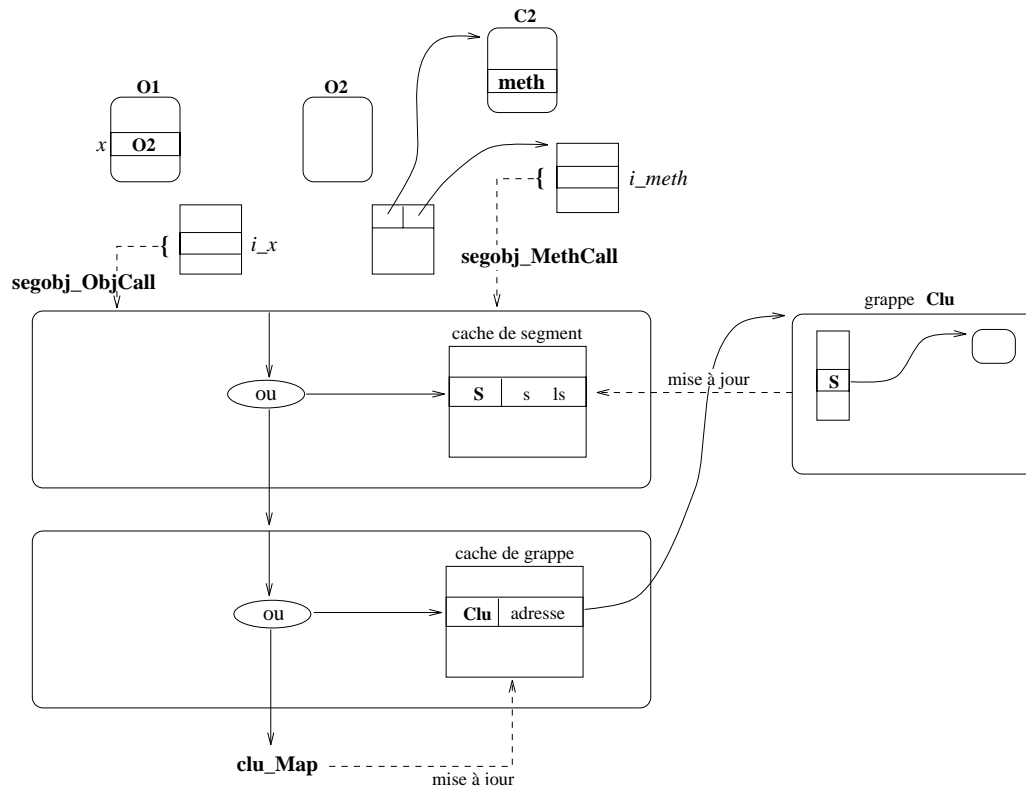 C2
meth
O1
O2
x
O2
{
i_meth
{
i_x
segobj_MethCall
segobj_ObjCall
grappe Clu
cache de segment
mise à jour
S
ou
S s ls
cache de grappe
ou
Clu adresse
clu_Map
mise à jour